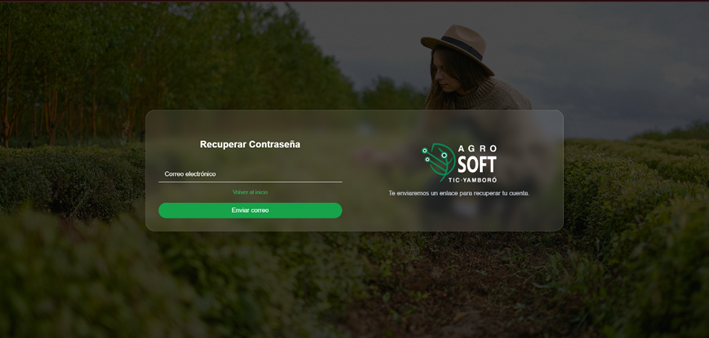 Recuperar Contraseña
Correo electrónico
Volver al inicio
Enviar correo
AGRO
SOFT
TIC-YAMBORÓ
Te enviaremos un enlace para recuperar tu cuenta.